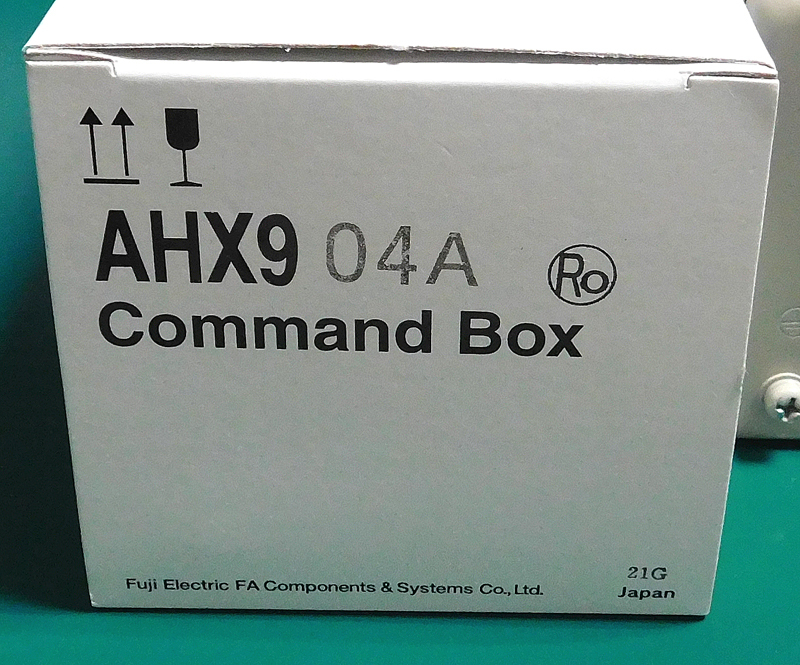 AHX9 04A
Ro
Command Box
21G
Fuji Electric FA Components & Systems Co., Ltd.
Japan